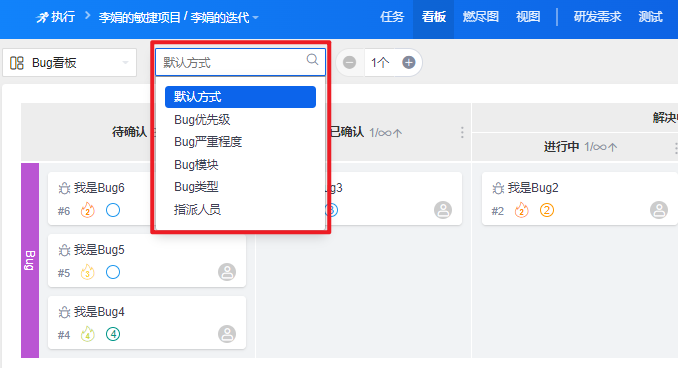 执行 李娟的敏捷项目 / 李娟的迭代 任务 看板 燃尽图 视图 研发需求 测试
Bug看板 默认方式 1个
默认方式
Bug优先级
Bug严重程度
Bug模块
Bug类型
指派人员
待确认 已确认 1/∞个 解决
进行中 1/∞个
Bug
我是Bug6
#6 2
ug3
3
我是Bug2
#2 2 2
我是Bug5
#5 3
我是Bug4
#4 4 4